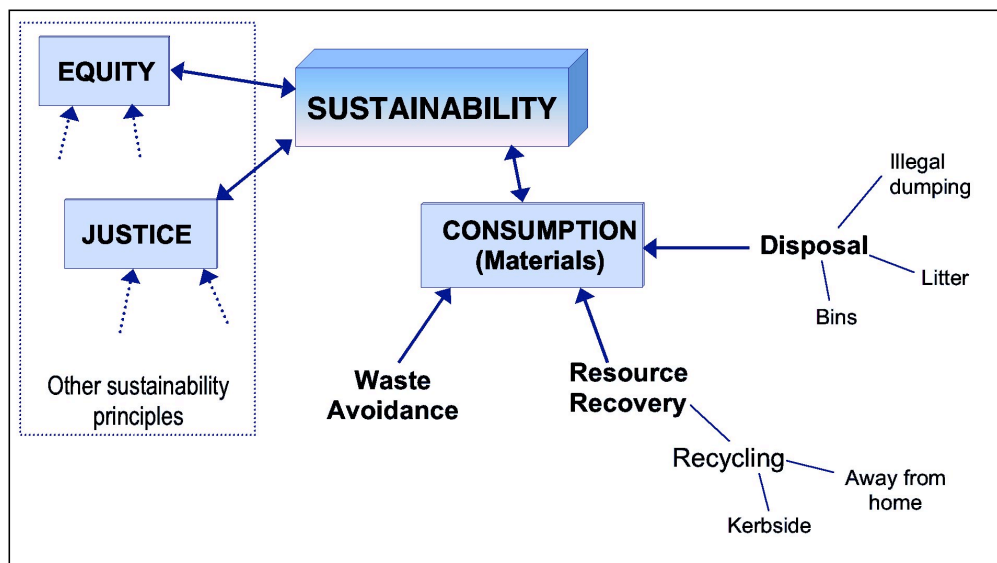 EQUITY
SUSTAINABILITY
JUSTICE
Other sustainability
principles
CONSUMPTION
(Materials)
Illegal
dumping
Disposal
Litter
Bins
Waste
Avoidance
Resource
Recovery
Recycling
Away from
home
Kerbside